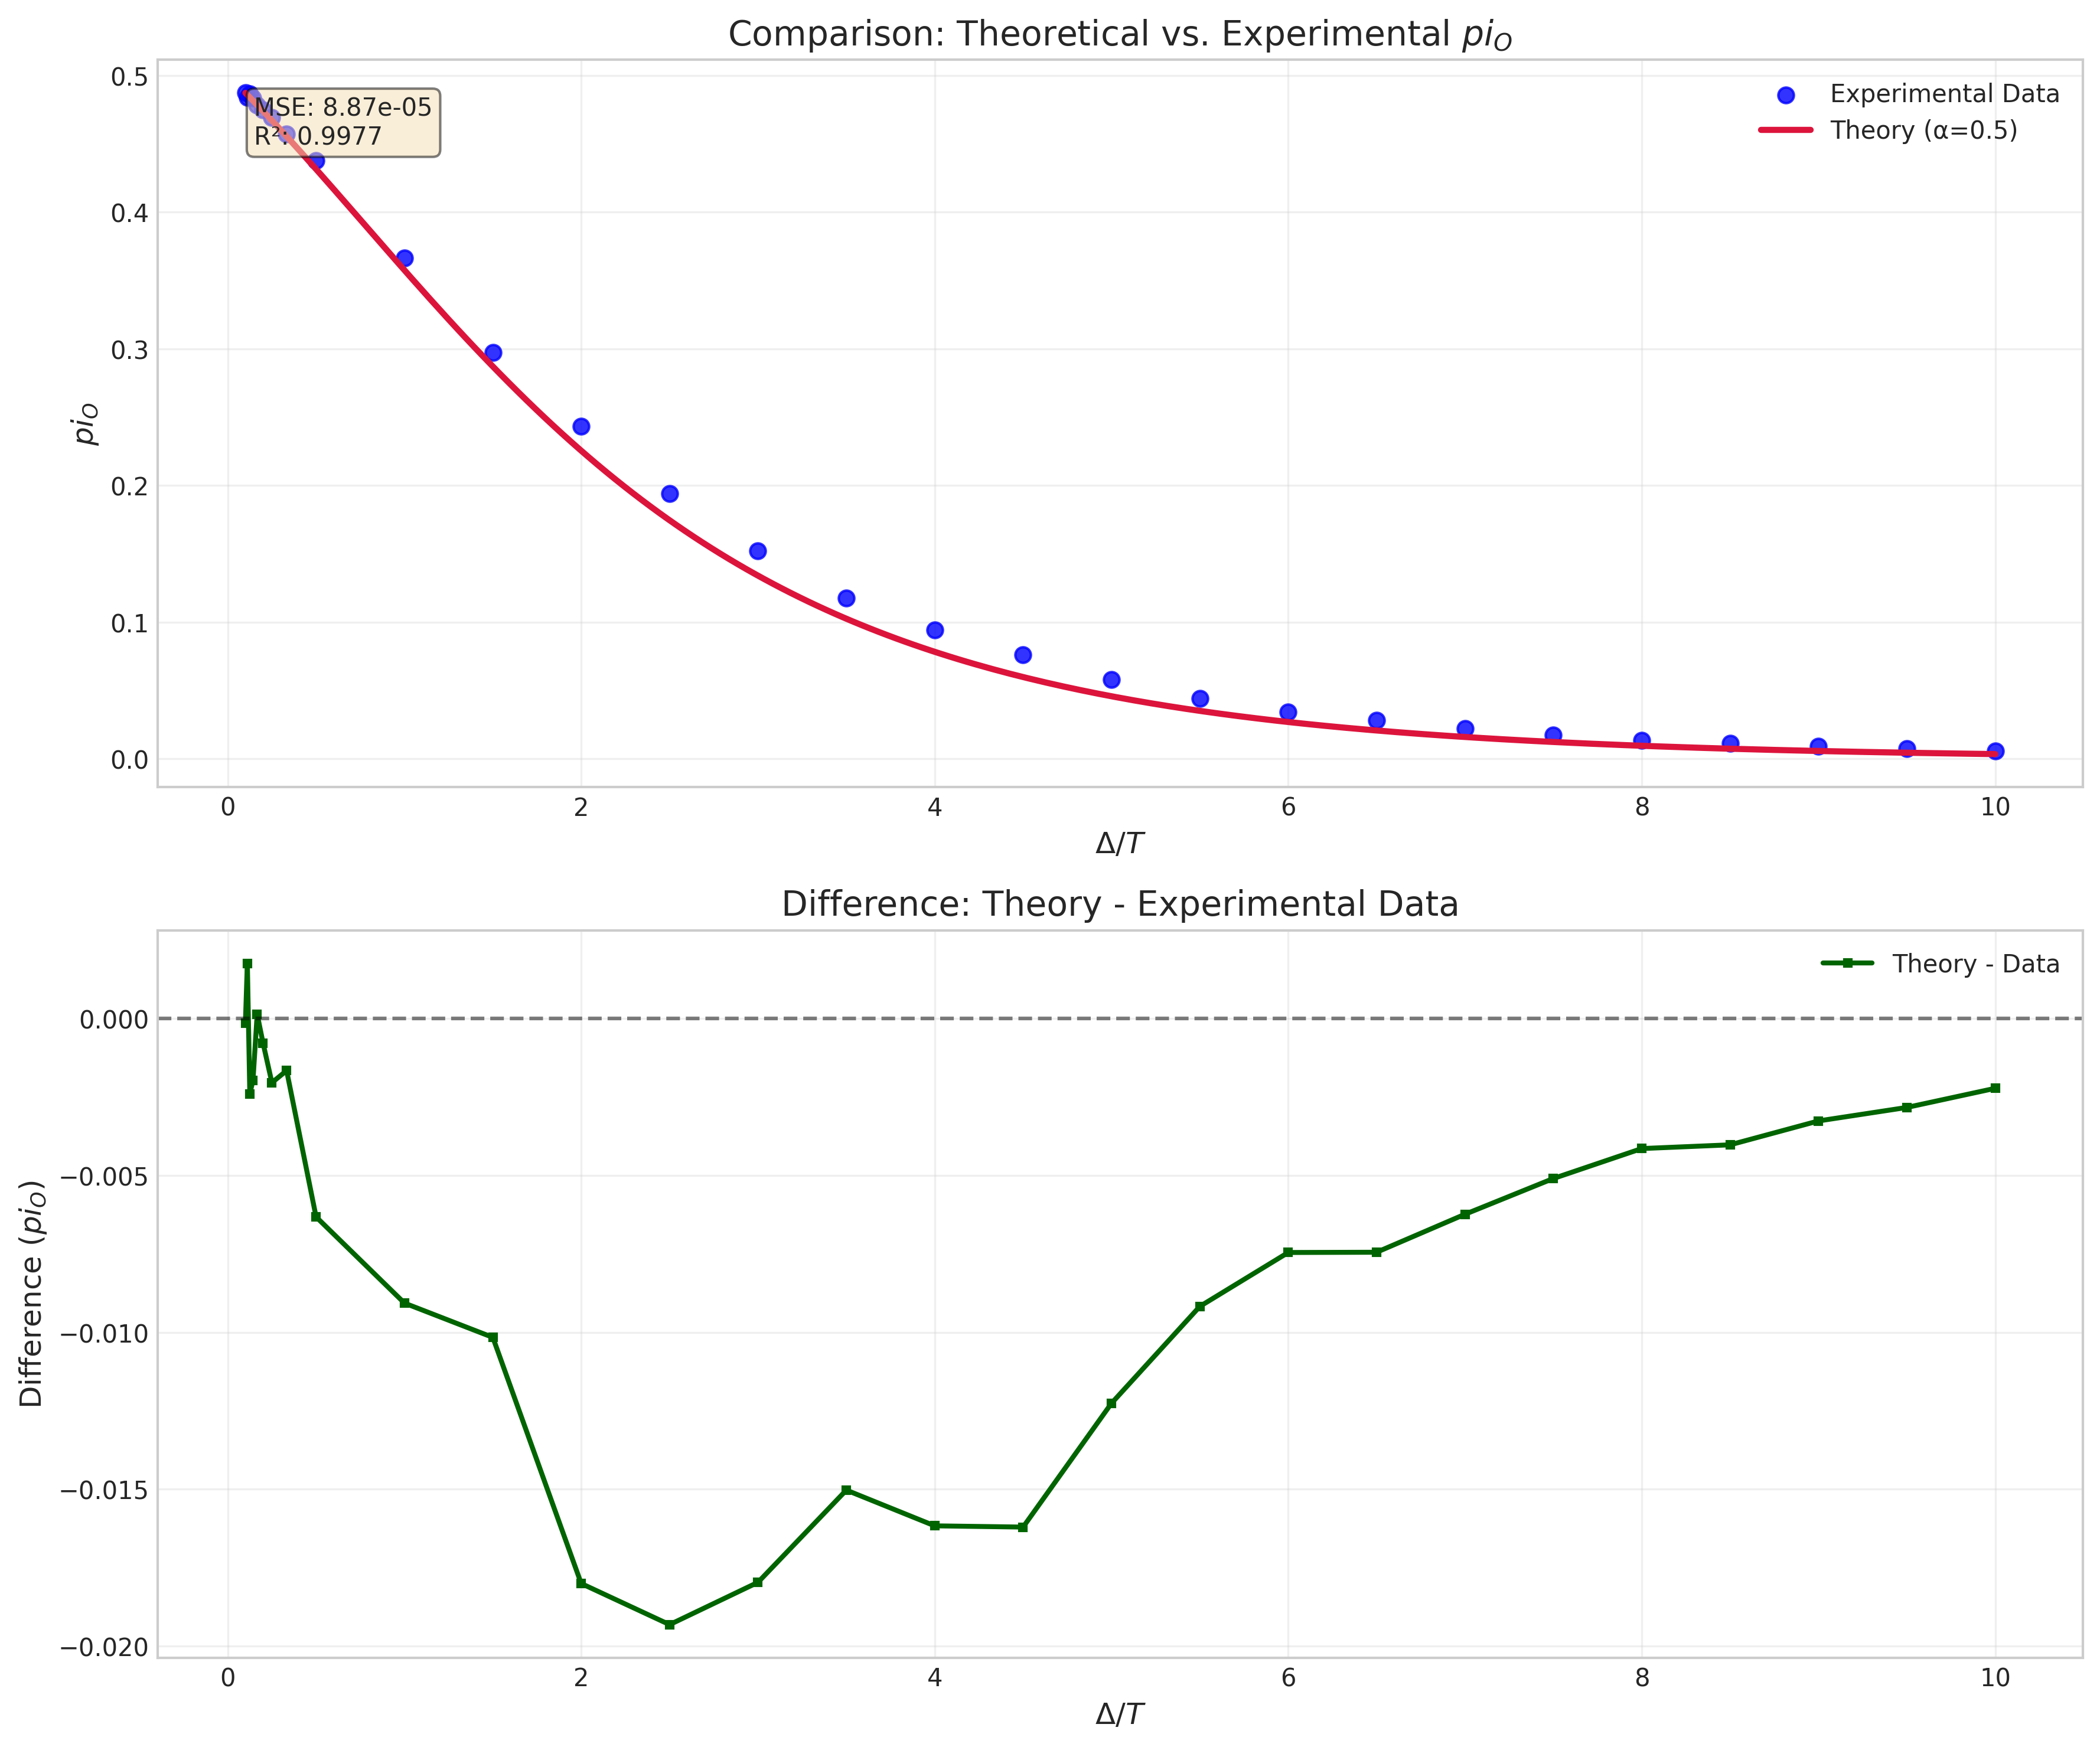 Comparison: Theoretical vs. Experimental pi_O
0.5
0.4
0.3
0.2
0.1
0.0
pi_O
MSE: 8.87e-05
R²: 0.9977
Experimental Data
Theory (α=0.5)
0 2 4 6 8 10
Δ/T
Difference: Theory - Experimental Data
Theory - Data
0.000
−0.005
−0.010
−0.015
−0.020
Difference (pi_O)
0 2 4 6 8 10
Δ/T